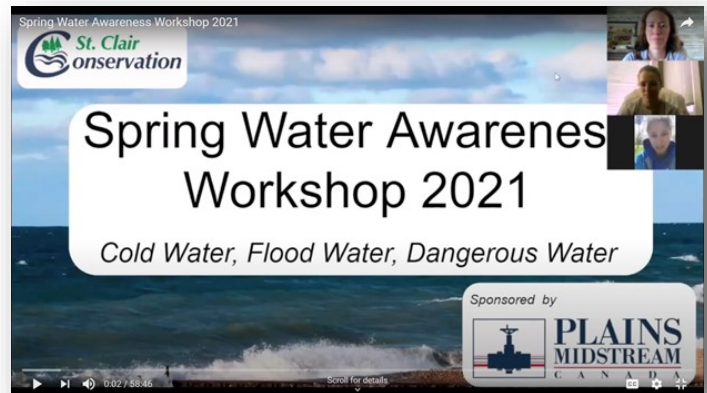 Spring Water Awareness Workshop 2021
St. Clair
Conservation
Spring Water Awarenes
Workshop 2021
Cold Water, Flood Water, Dangerous Water
Sponsored by
PLAINS
MIDSTREAM
CANADA
0:02 / 58:46
Scroll for details
CC